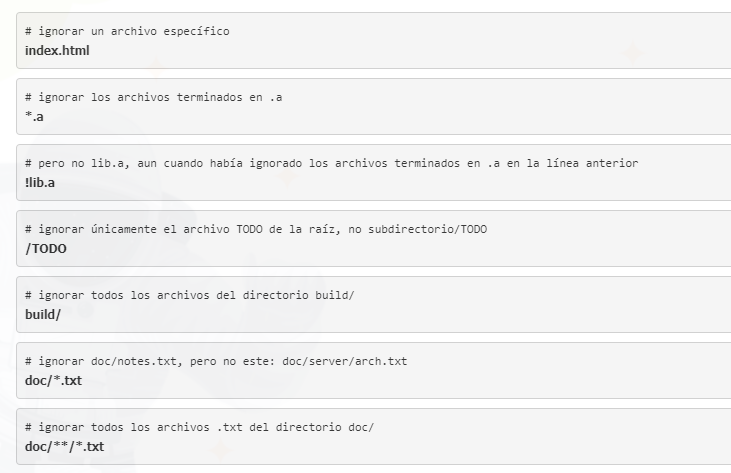 # ignorar un archivo específico
index.html
# ignorar los archivos terminados en .a
*.a
# pero no lib.a, aun cuando había ignorado los archivos terminados en .a en la línea anterior
!lib.a
# ignorar únicamente el archivo TODO de la raíz, no subdirectorio/TODO
/TODO
# ignorar todos los archivos del directorio build/
build/
# ignorar doc/notes.txt, pero no este: doc/server/arch.txt
doc/*.txt
# ignorar todos los archivos .txt del directorio doc/
doc/**/*.txt